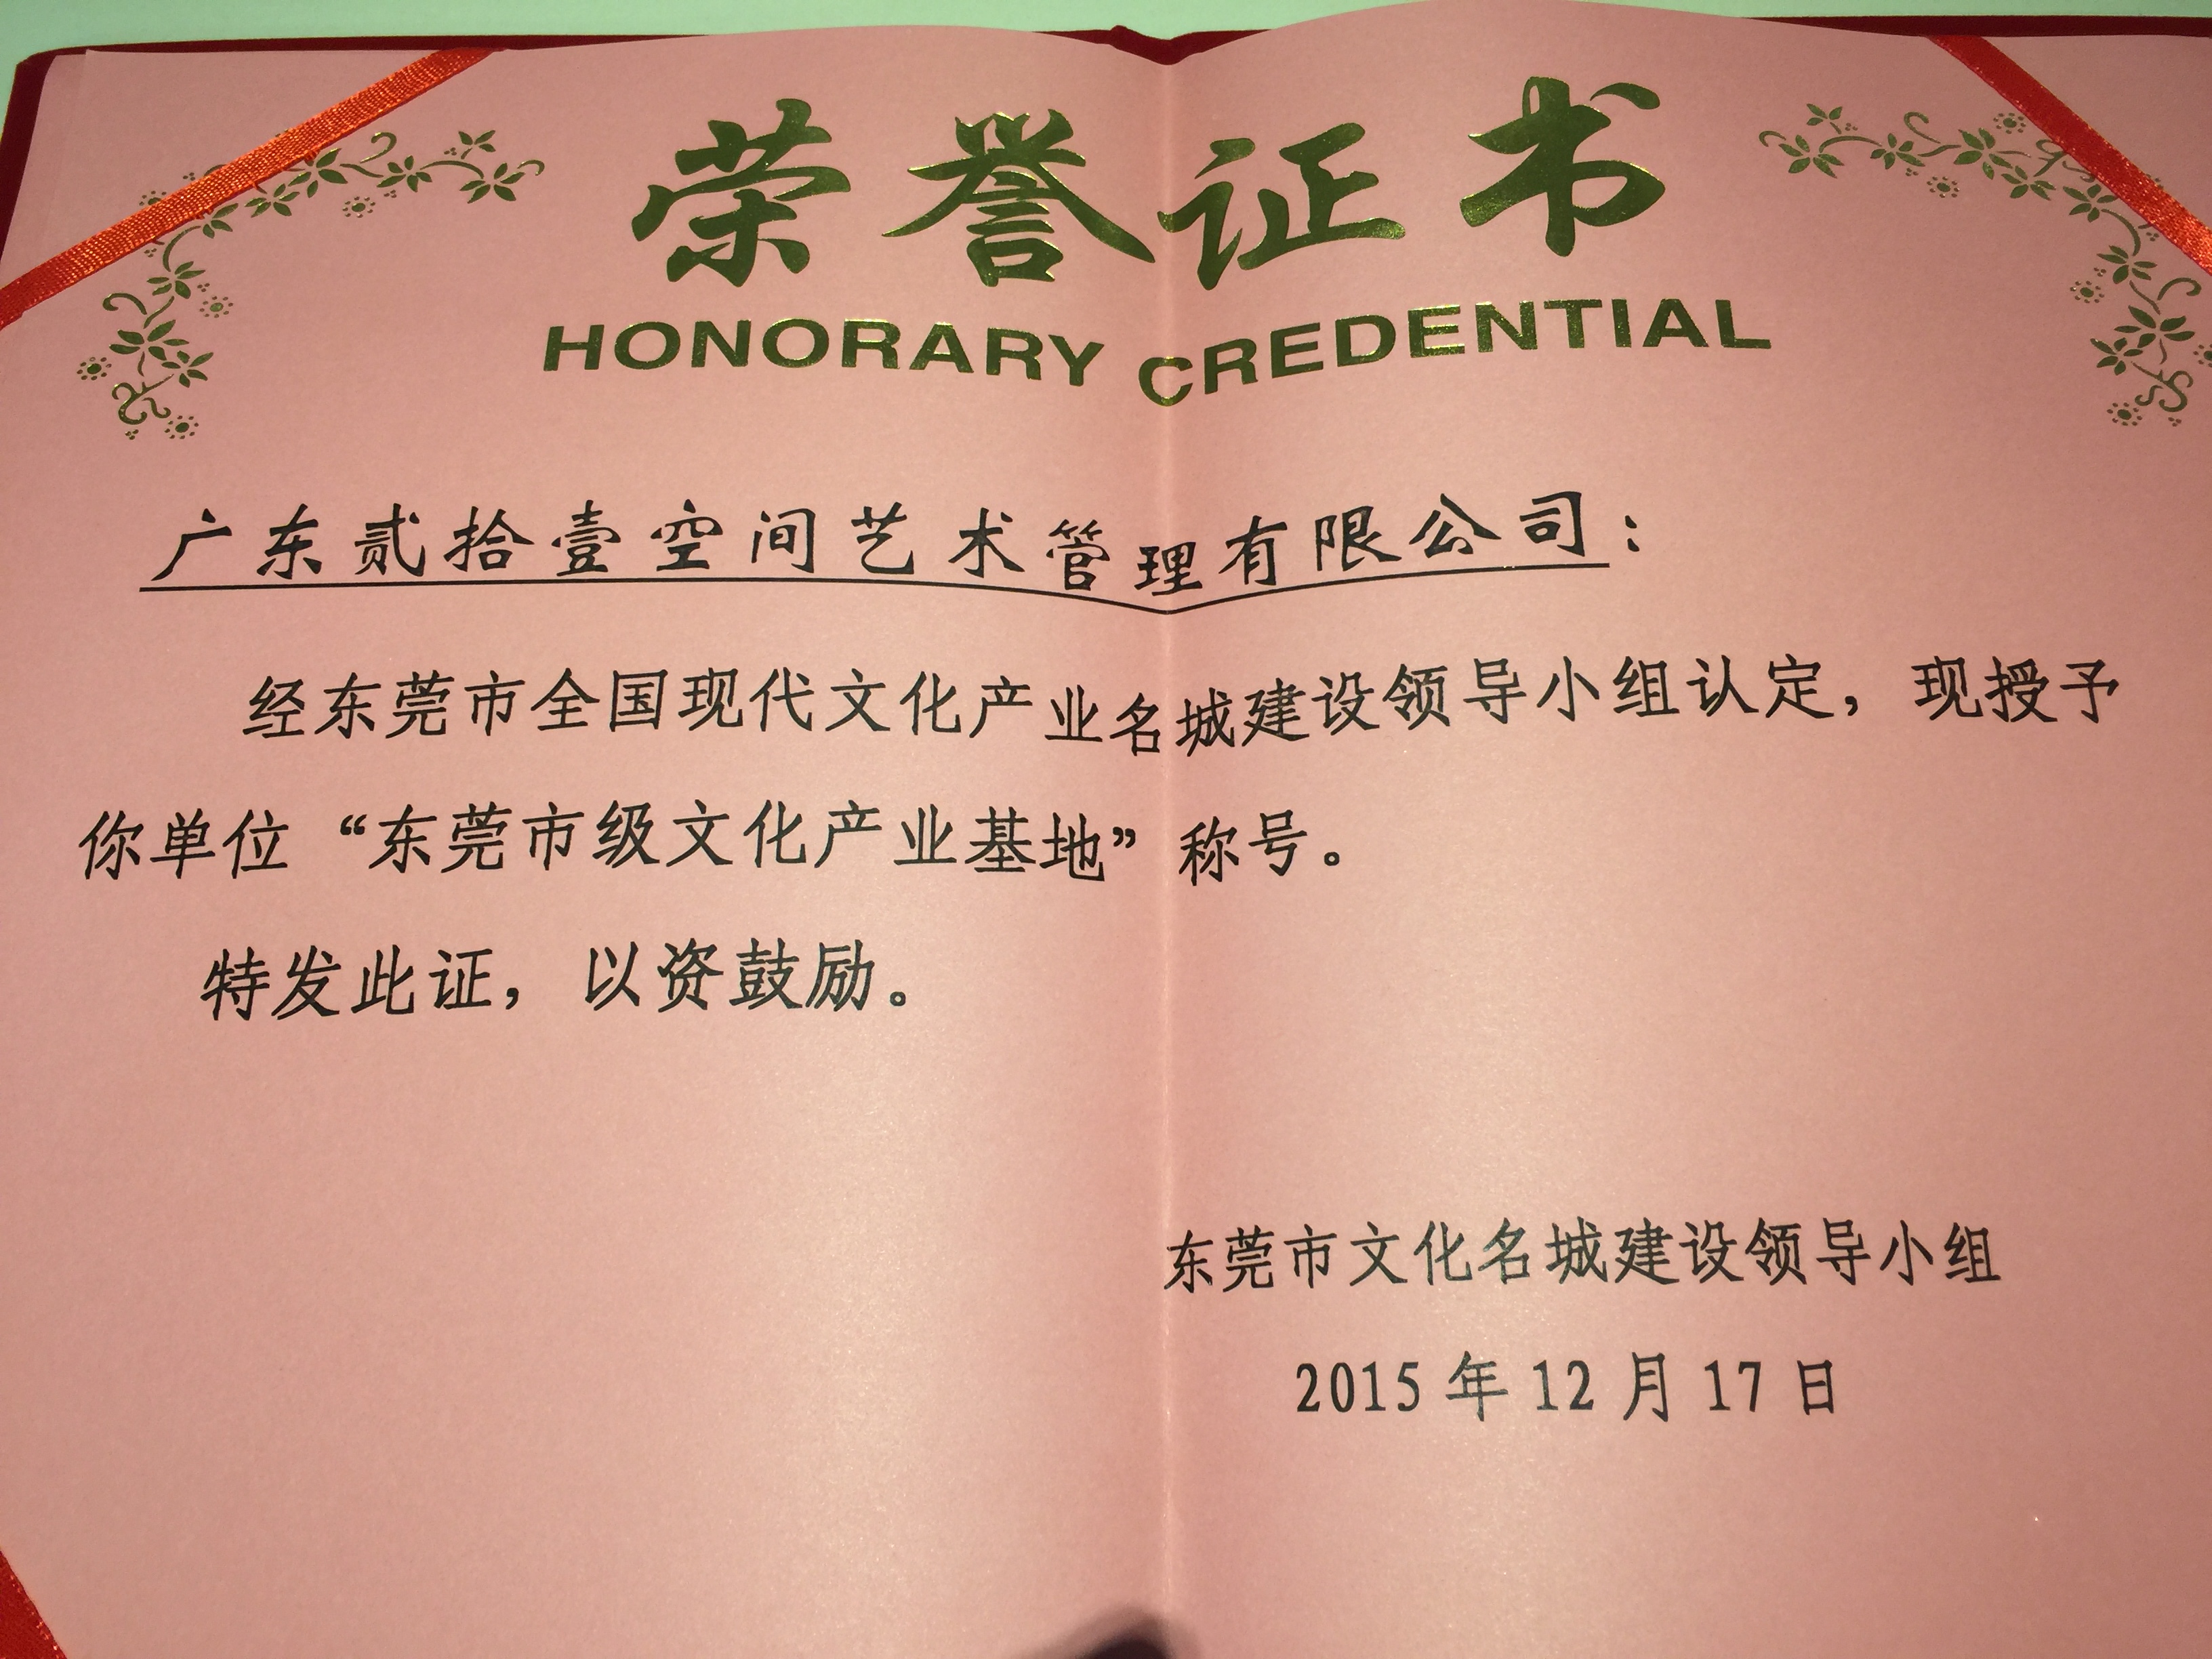 荣誉证书
HONORARY CREDENTIAL
广东贰拾壹空间艺术管理有限公司：
经东莞市全国现代文化产业名城建设领导小组认定，现授予
你单位“东莞市级文化产业基地”称号。
特发此证，以资鼓励。
东莞市文化名城建设领导小组
2015年12月17日